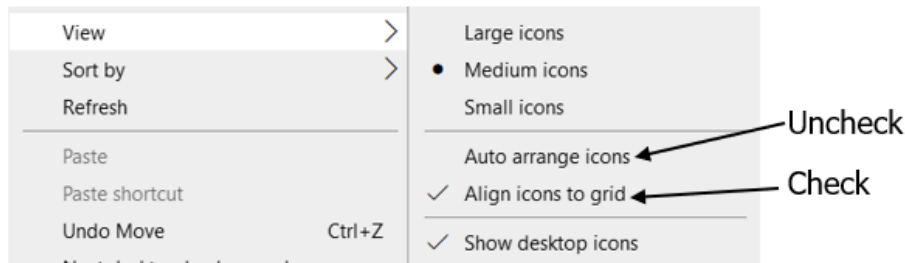 View
Sort by
Refresh
Paste
Paste shortcut
Undo Move Ctrl+Z
Large icons
Medium icons
Small icons
Auto arrange icons
Align icons to grid
Show desktop icons
Uncheck
Check